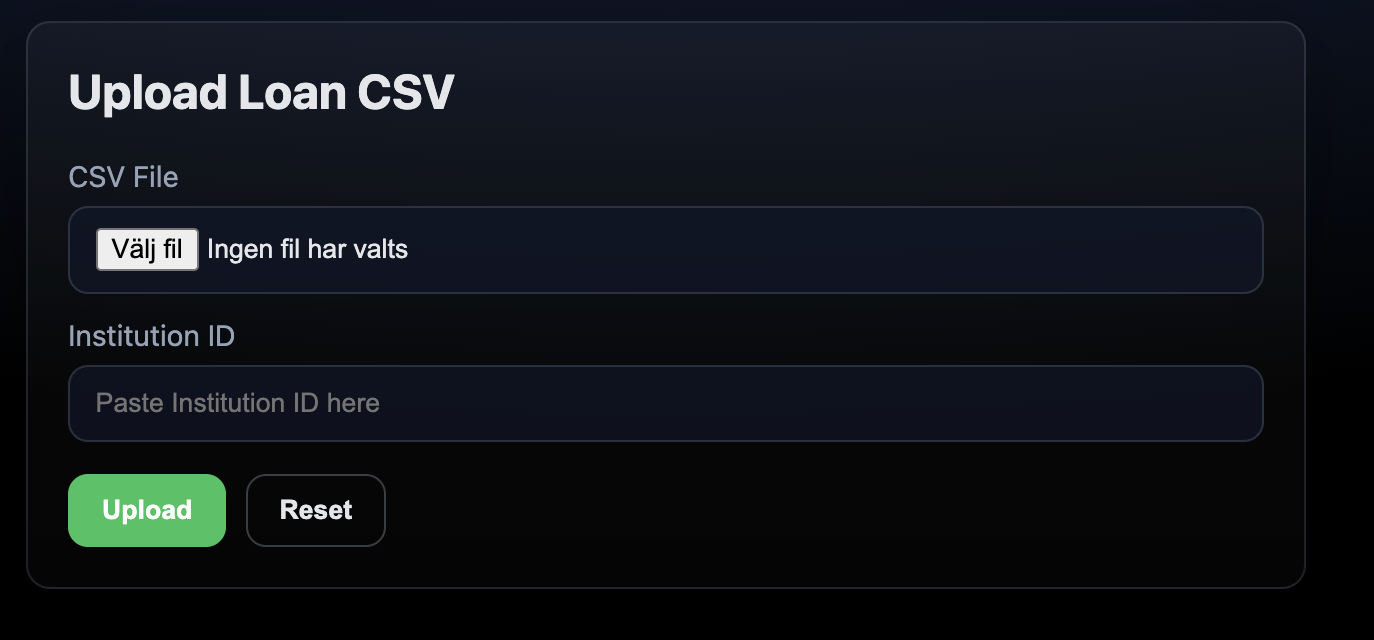 Upload Loan CSV
CSV File
Välj fil Ingen fil har valts
Institution ID
Paste Institution ID here
Upload Reset